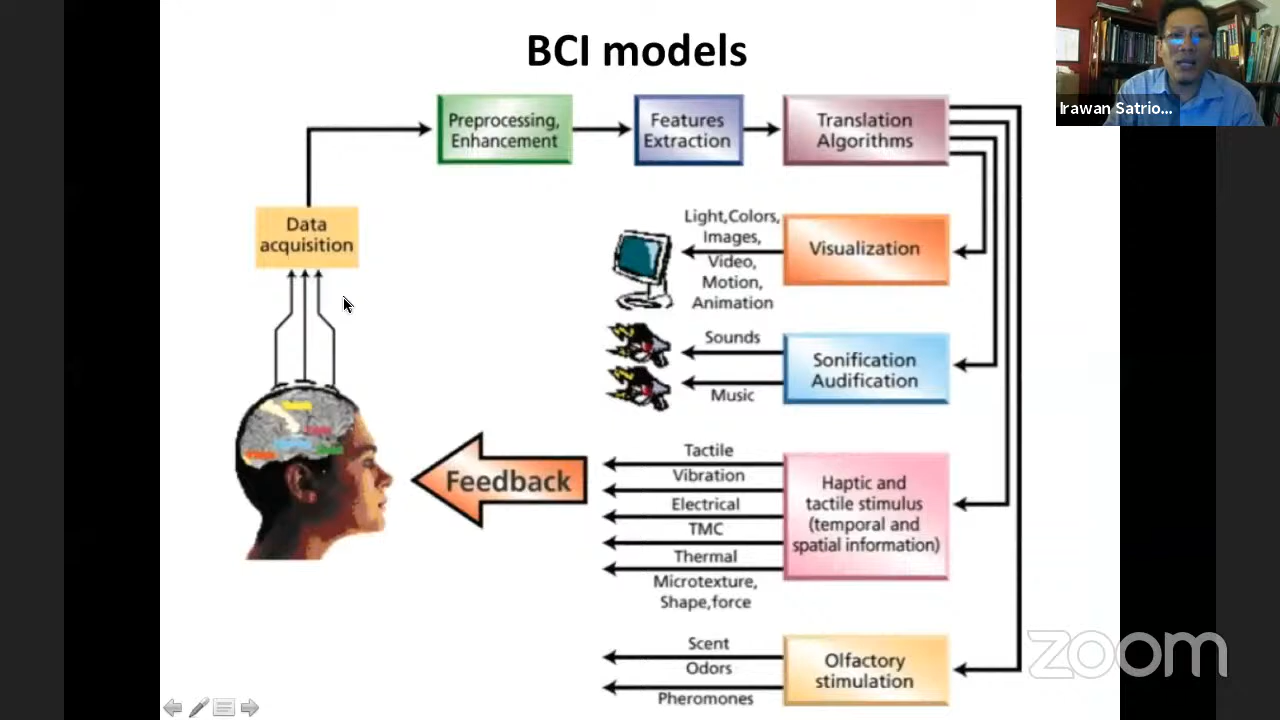 BCI models
Irawan Satrio...
Preprocessing,
Enhancement
Features
Extraction
Translation
Algorithms
Data
acquisition
Light,Colors,
Images,
Video,
Motion,
Animation
Visualization
Sounds
Music
Sonification
Audification
Feedback
Tactile
Vibration
Electrical
TMC
Thermal
Microtexture,
Shape,force
Haptic and
tactile stimulus
(temporal and
spatial information)
Scent
Odors
Pheromones
Olfactory
stimulation
zoom